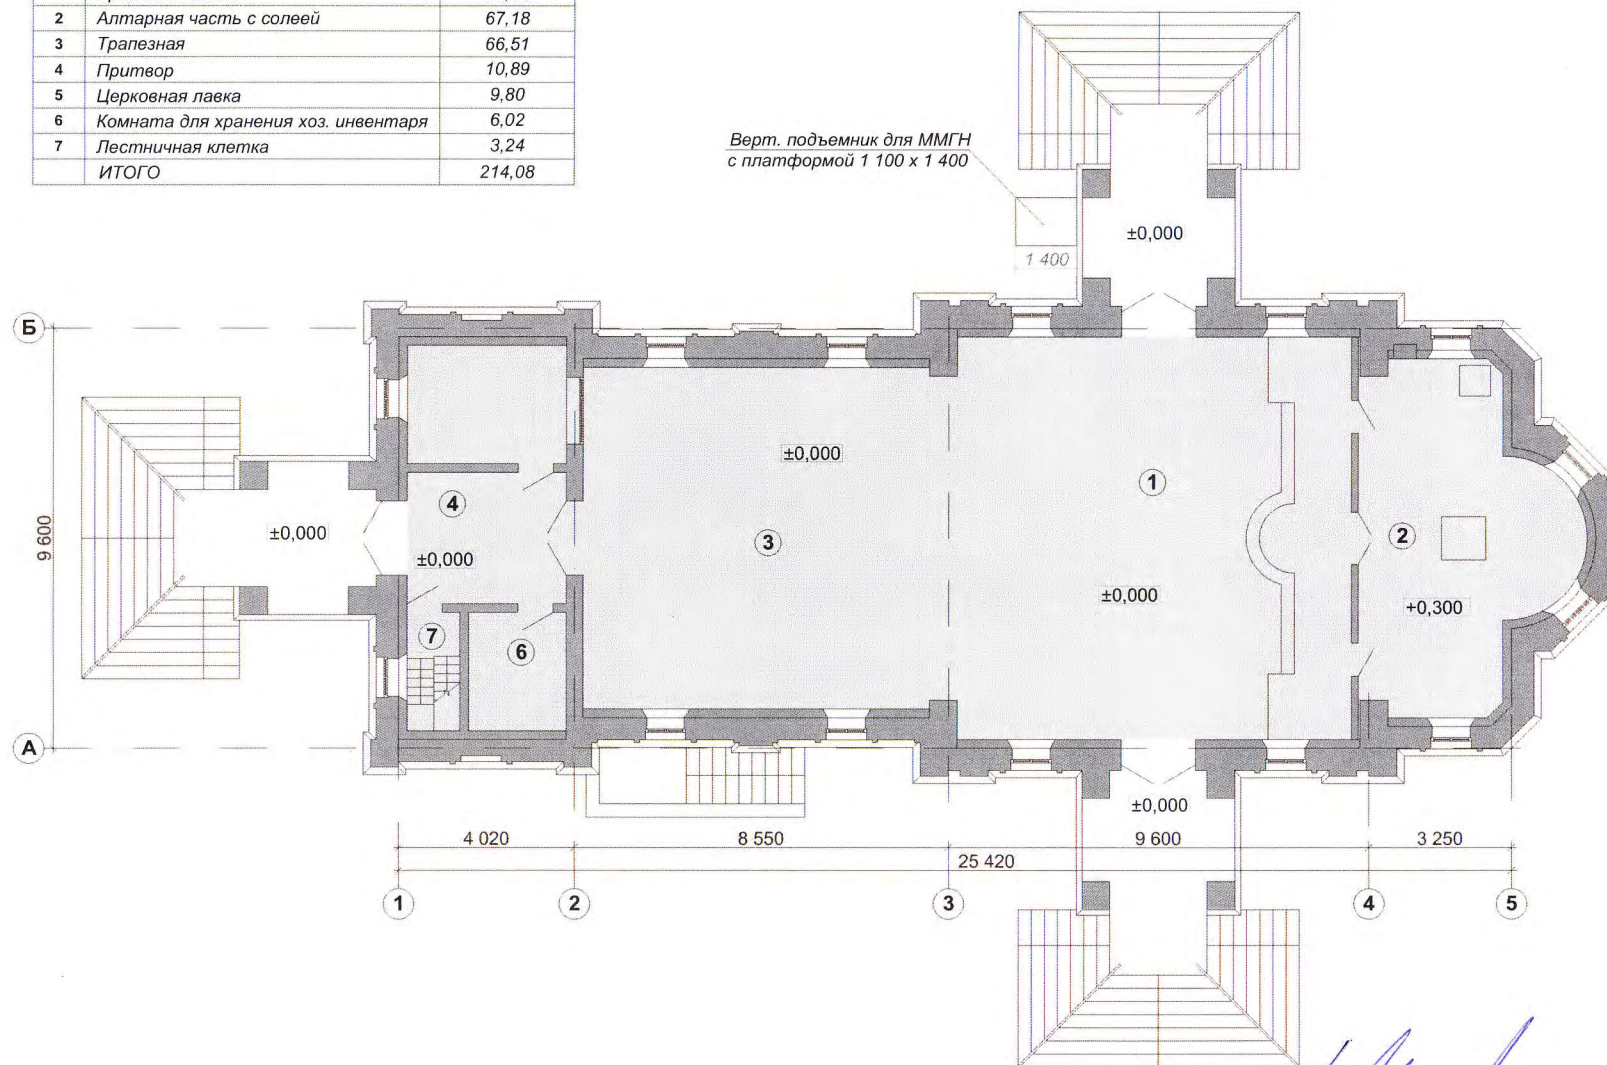 2 Алтарная часть с солеей 67,18
3 Трапезная 66,51
4 Притвор 10,89
5 Церковная лавка 9,80
6 Комната для хранения хоз. инвентаря 6,02
7 Лестничная клетка 3,24
ИТОГО 214,08
Верт. подъемник для ММГН
с платформой 1 100 х 1 400
±0,000
1 400
Б
±0,000
1
4
9 600
±0,000
3
2
±0,000
±0,000
+0,300
7
6
А
±0,000
4 020
8 550
9 600
3 250
25 420
1
2
3
4
5